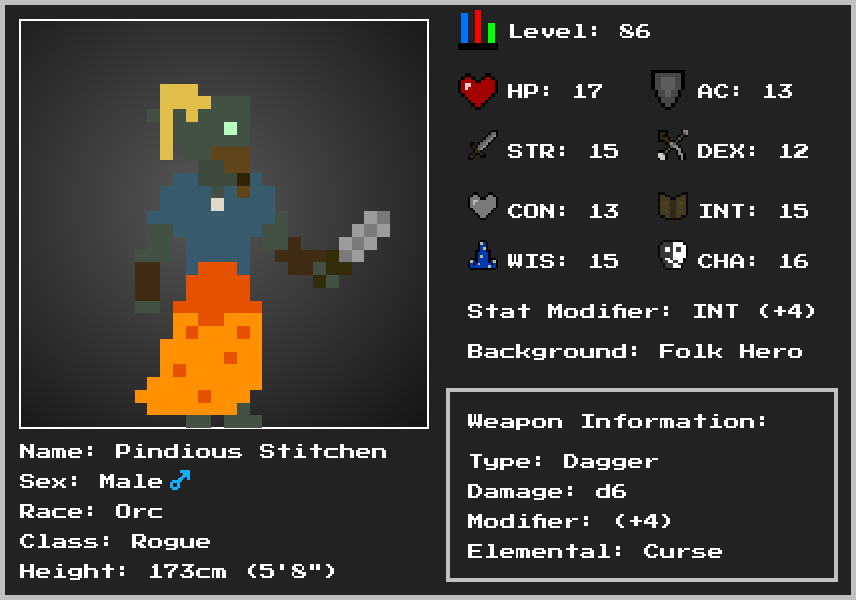 Level: 86
HP: 17
AC: 13
STR: 15
DEX: 12
CON: 13
INT: 15
WIS: 15
CHA: 16
Stat Modifier: INT (+4)
Background: Folk Hero
Weapon Information:
Type: Dagger
Damage: d6
Modifier: (+4)
Elemental: Curse
Name: Pindious Stitchen
Sex: Male♂
Race: Orc
Class: Rogue
Height: 173cm (5'8")